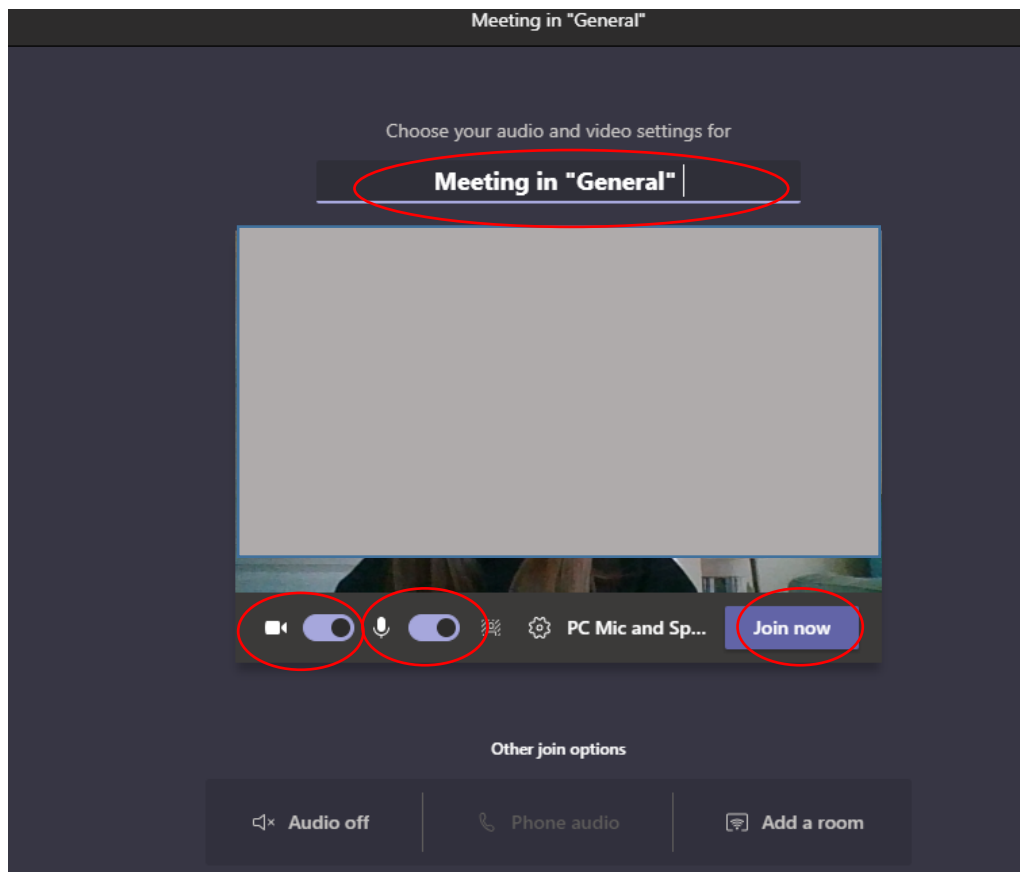 Meeting in "General"
Choose your audio and video settings for
Meeting in "General"
PC Mic and Sp... Join now
Other join options
Audio off Phone audio Add a room